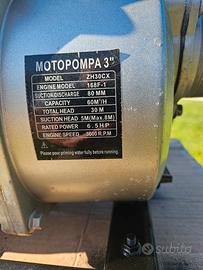 MOTOPOMPA 3"
MODEL ZH30CX
ENGINE MODEL 168F-1
SUCTION/DISCHARGE 80 MM
CAPACITY 60M³/H
TOTAL HEAD 30 M
SUCTION HEAD 5M(Max.8M)
RATED POWER 6.5HP
ENGINE SPEED 3600 R.P.M
Please pour priming water fully before running.
subito